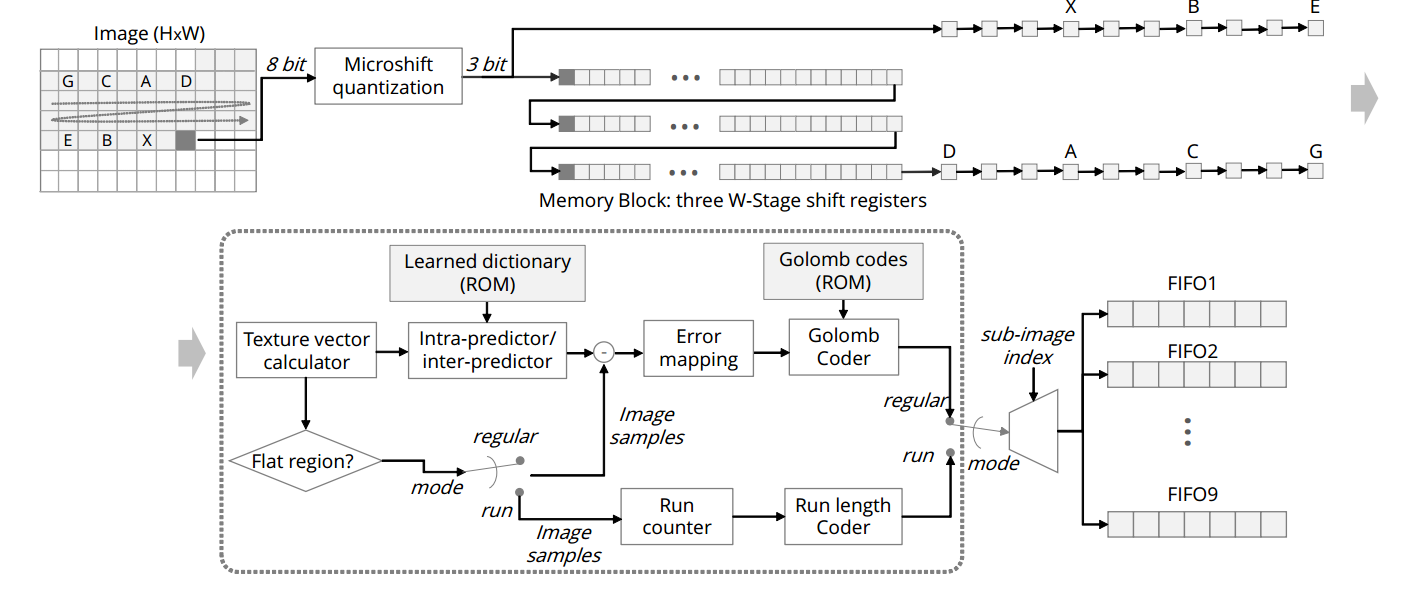 Image (HxW)
G C A D
E B X
8 bit
Microshift
quantization
3 bit
X B E
D A C G
Memory Block: three W-Stage shift registers
Learned dictionary
(ROM)
Golomb codes
(ROM)
Texture vector
calculator
Intra-predictor/
inter-predictor
-
Error
mapping
Golomb
Coder
Flat region?
mode
regular
run
Image
samples
Image
samples
Run
counter
Run length
Coder
regular
run
mode
sub-image
index
FIFO1
FIFO2
FIFO9